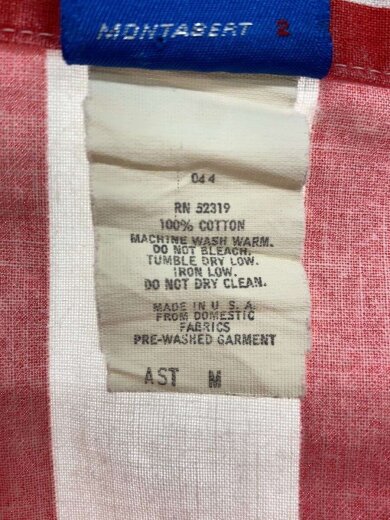 MONTABERT 2
044
RN 52319
100% COTTON
MACHINE WASH WARM.
DO NOT BLEACH.
TUMBLE DRY LOW.
IRON LOW.
DO NOT DRY CLEAN.
MADE IN U.S.A.
FROM DOMESTIC
FABRICS
PRE-WASHED GARMENT
AST M